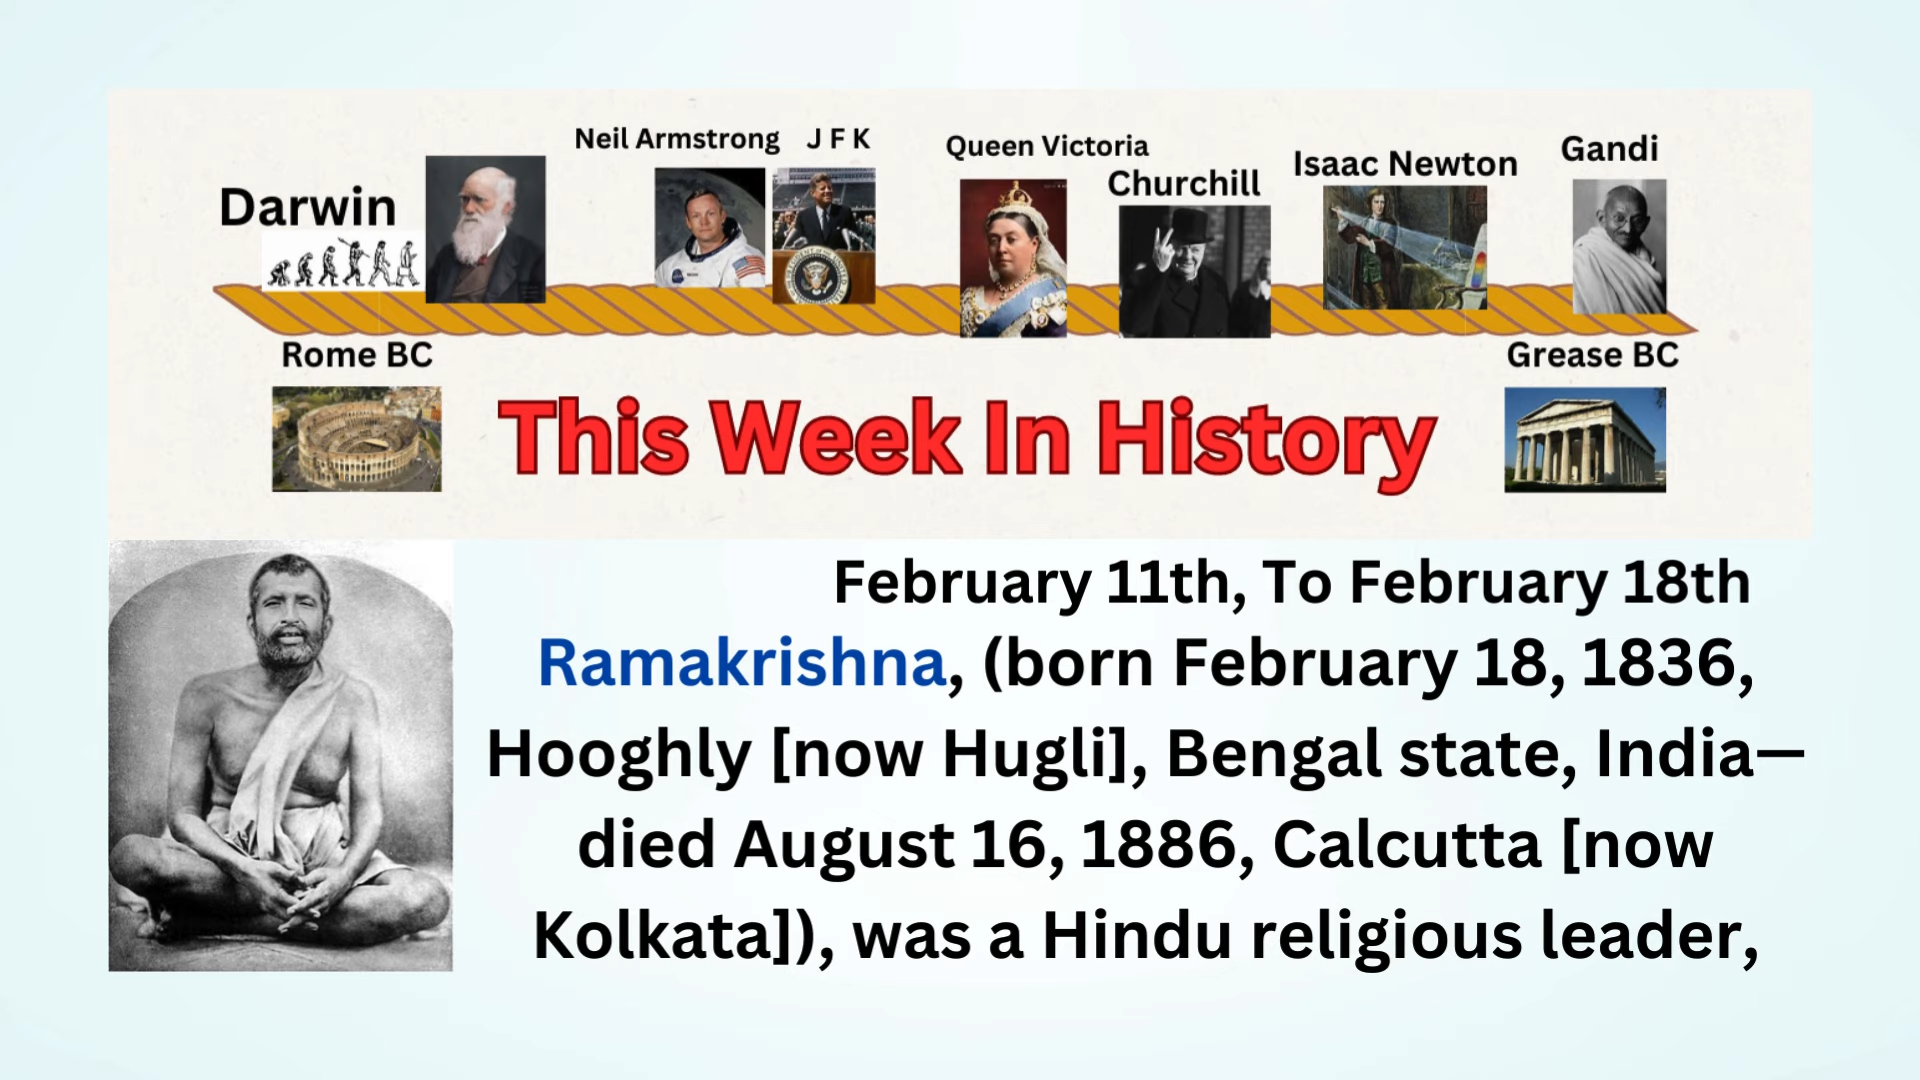 Neil Armstrong J F K
Queen Victoria
Gandi
Isaac Newton
Churchill
Darwin
Rome BC
Grease BC
This Week In History
February 11th, To February 18th
Ramakrishna, (born February 18, 1836,
Hooghly [now Hugli], Bengal state, India—
died August 16, 1886, Calcutta [now
Kolkata]), was a Hindu religious leader,